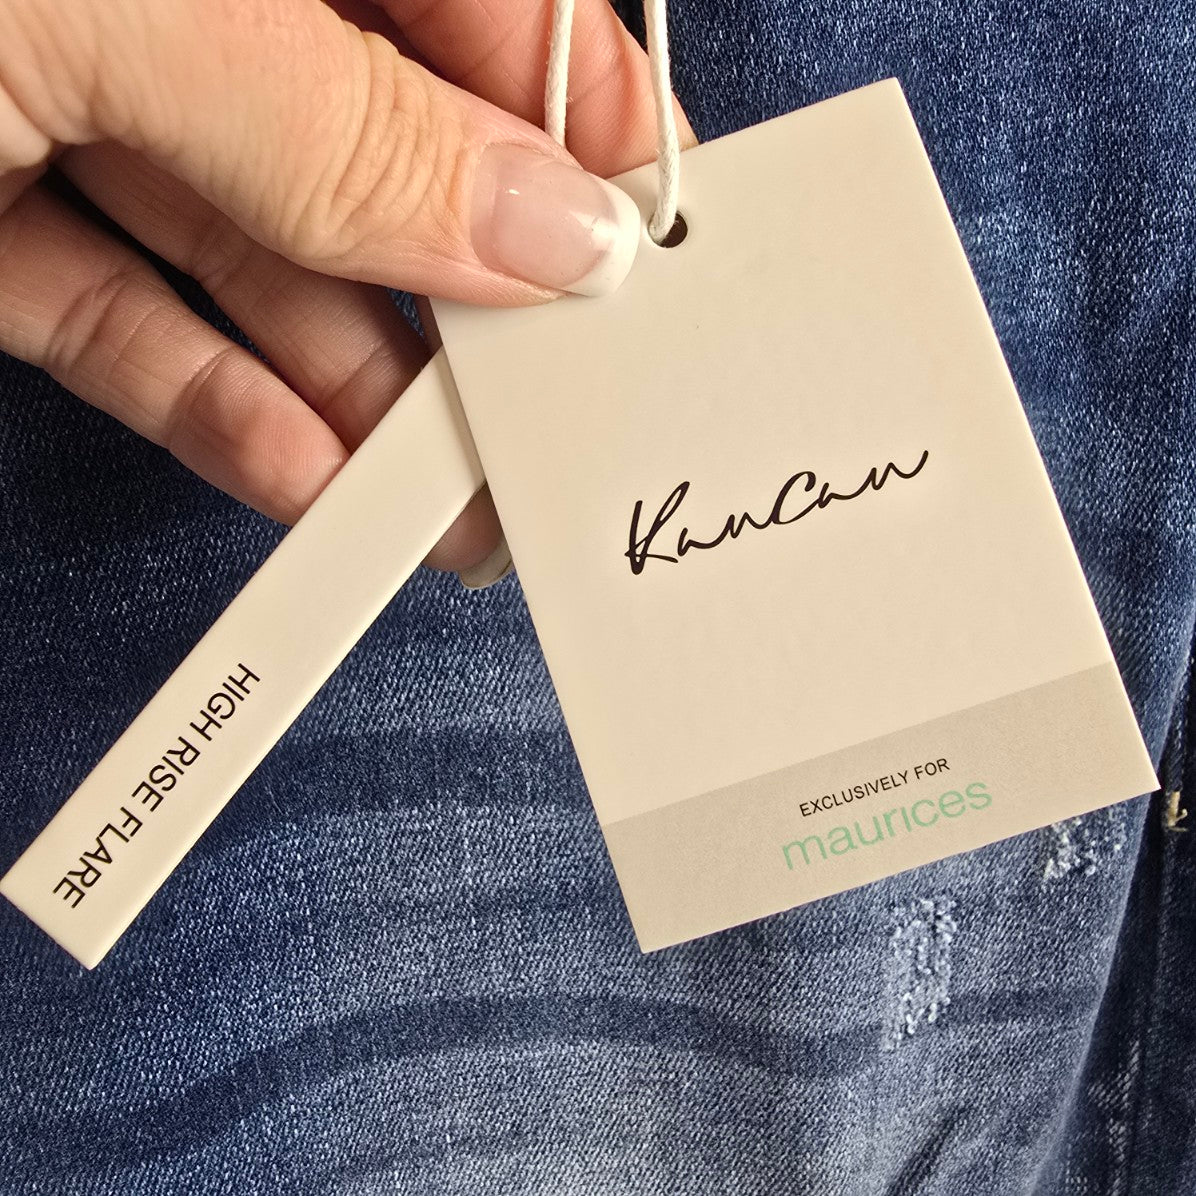 KanCan
EXCLUSIVELY FOR
maurices
HIGH RISE FLARE